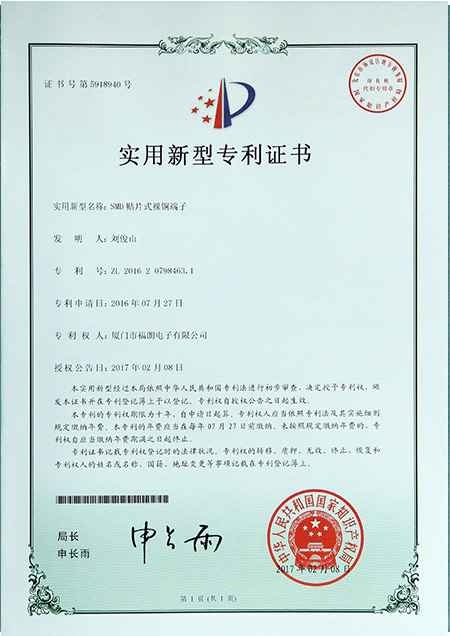 证书号第5918940号
印花税
代扣专用章
实用新型专利证书
实用新型名称：SMD贴片式裸铜端子
发明人：刘俊山
专利号：ZL 2016 2 0798463.1
专利申请日：2016年07月27日
专利权人：厦门市福朗电子有限公司
授权公告日：2017年02月08日
本实用新型经过本局依照中华人民共和国专利法进行初步审查，决定授予专利权，颁
发本证书并在专利登记簿上予以登记。专利权自授权公告之日起生效。
本专利的专利权期限为十年，自申请日起算。专利权人应当依照专利法及其实施细则
规定缴纳年费。本专利的年费应当在每年07月27日前缴纳。未按照规定缴纳年费的，专
利权自应当缴纳年费期满之日起终止。
专利证书记载专利权登记时的法律状况。专利权的转移、质押、无效、终止、恢复和
专利权人的姓名或名称、国籍、地址变更等事项记载在专利登记簿上。
局长
申长雨
申长雨
中华人民共和国国家知识产权局
2017年02月08日
第1页（共1页）